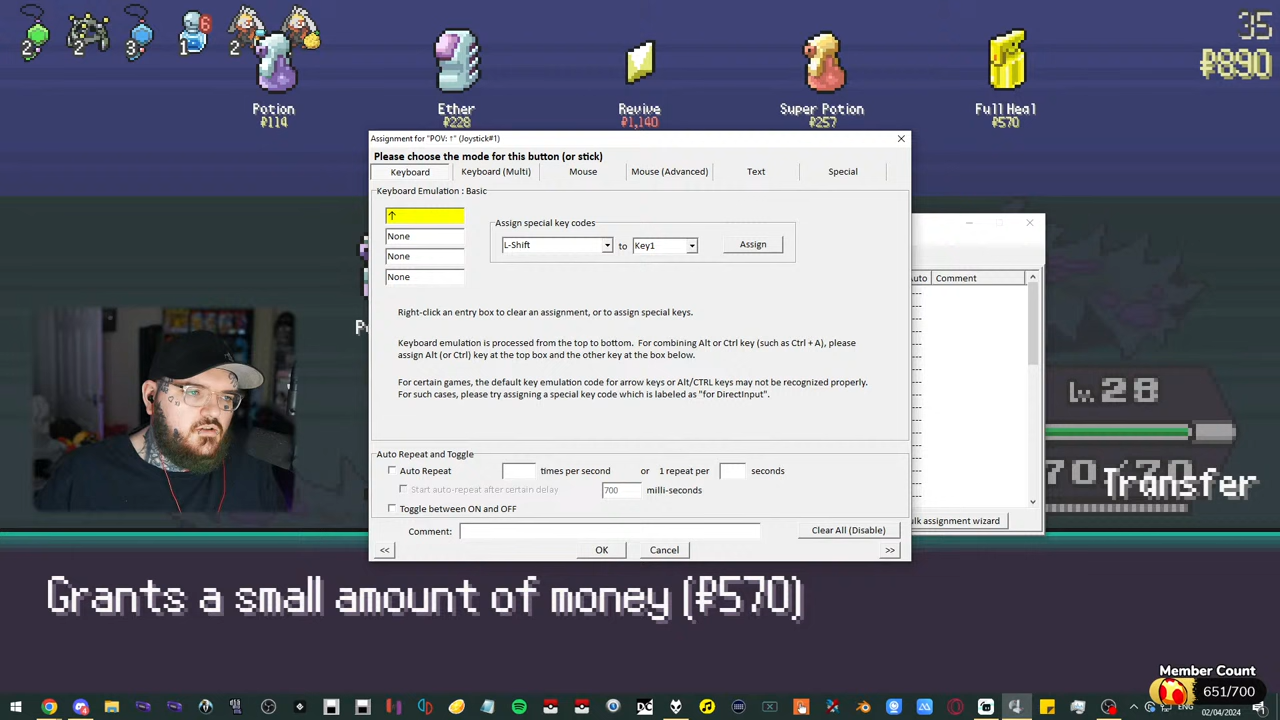 35
₽890
2
2
3
6
1
2
Potion
₽114
Ether
₽228
Revive
₽1,140
Super Potion
₽257
Full Heal
₽570
Assignment for "POV: ↑" (Joystick#1)
Please choose the mode for this button (or stick)
Keyboard
Keyboard (Multi)
Mouse
Mouse (Advanced)
Text
Special
Keyboard Emulation : Basic
↑
None
None
None
Assign special key codes
L-Shift
to
Key1
Assign
Right-click an entry box to clear an assignment, or to assign special keys.
Keyboard emulation is processed from the top to bottom. For combining Alt or Ctrl key (such as Ctrl + A), please
assign Alt (or Ctrl) key at the top box and the other key at the box below.
For certain games, the default key emulation code for arrow keys or Alt/CTRL keys may not be recognized properly.
For such cases, please try assigning a special key code which is labeled as "for DirectInput".
Auto Repeat and Toggle
Auto Repeat
times per second
or
1 repeat per
seconds
Start auto-repeat after certain delay
700
milli-seconds
Toggle between ON and OFF
Comment:
Clear All (Disable)
<<
OK
Cancel
>>
Comment
Lv.28
70/70
Transfer
assignment wizard
Grants a small amount of money (₽570)
Member Count
651/700
ENG
02/04/2024